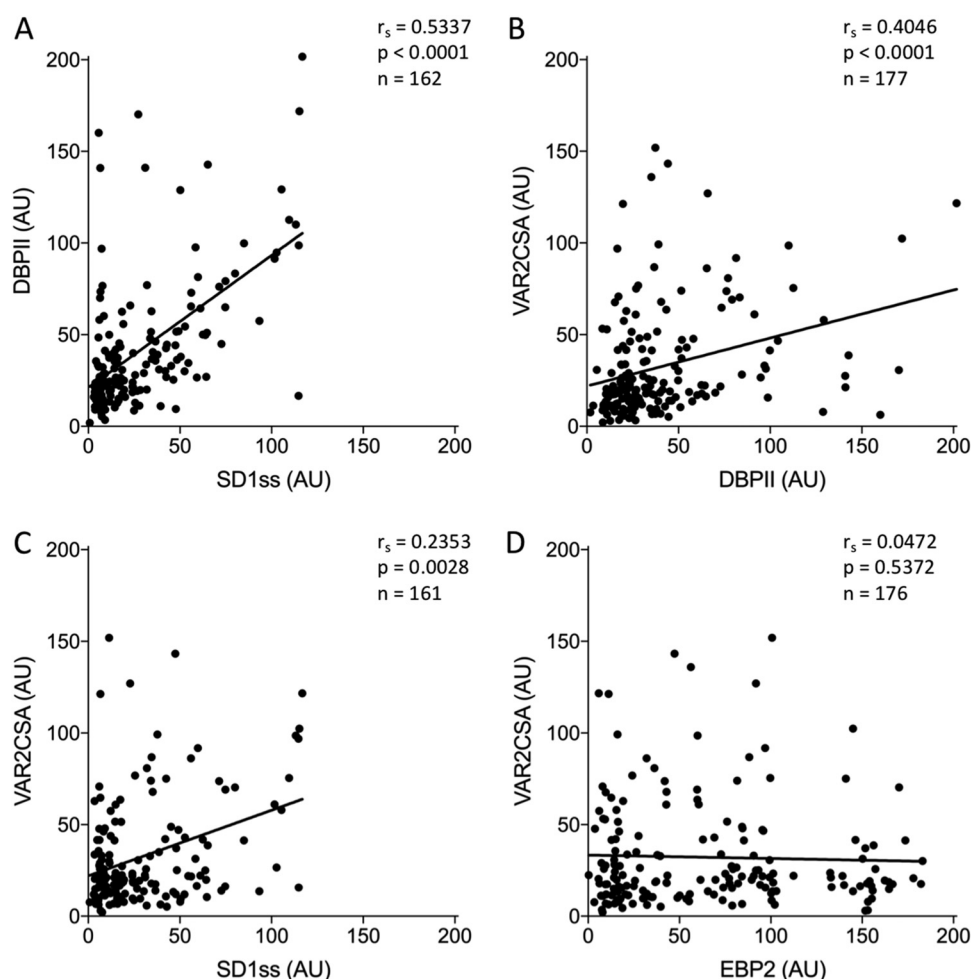 A
r_s = 0.5337
p < 0.0001
n = 162
DBPII (AU)
200
150
100
50
0
0 50 100 150 200
SD1ss (AU)
B
r_s = 0.4046
p < 0.0001
n = 177
VAR2CSA (AU)
200
150
100
50
0
0 50 100 150 200
DBPII (AU)
C
r_s = 0.2353
p = 0.0028
n = 161
VAR2CSA (AU)
200
150
100
50
0
0 50 100 150 200
SD1ss (AU)
D
r_s = 0.0472
p = 0.5372
n = 176
VAR2CSA (AU)
200
150
100
50
0
0 50 100 150 200
EBP2 (AU)